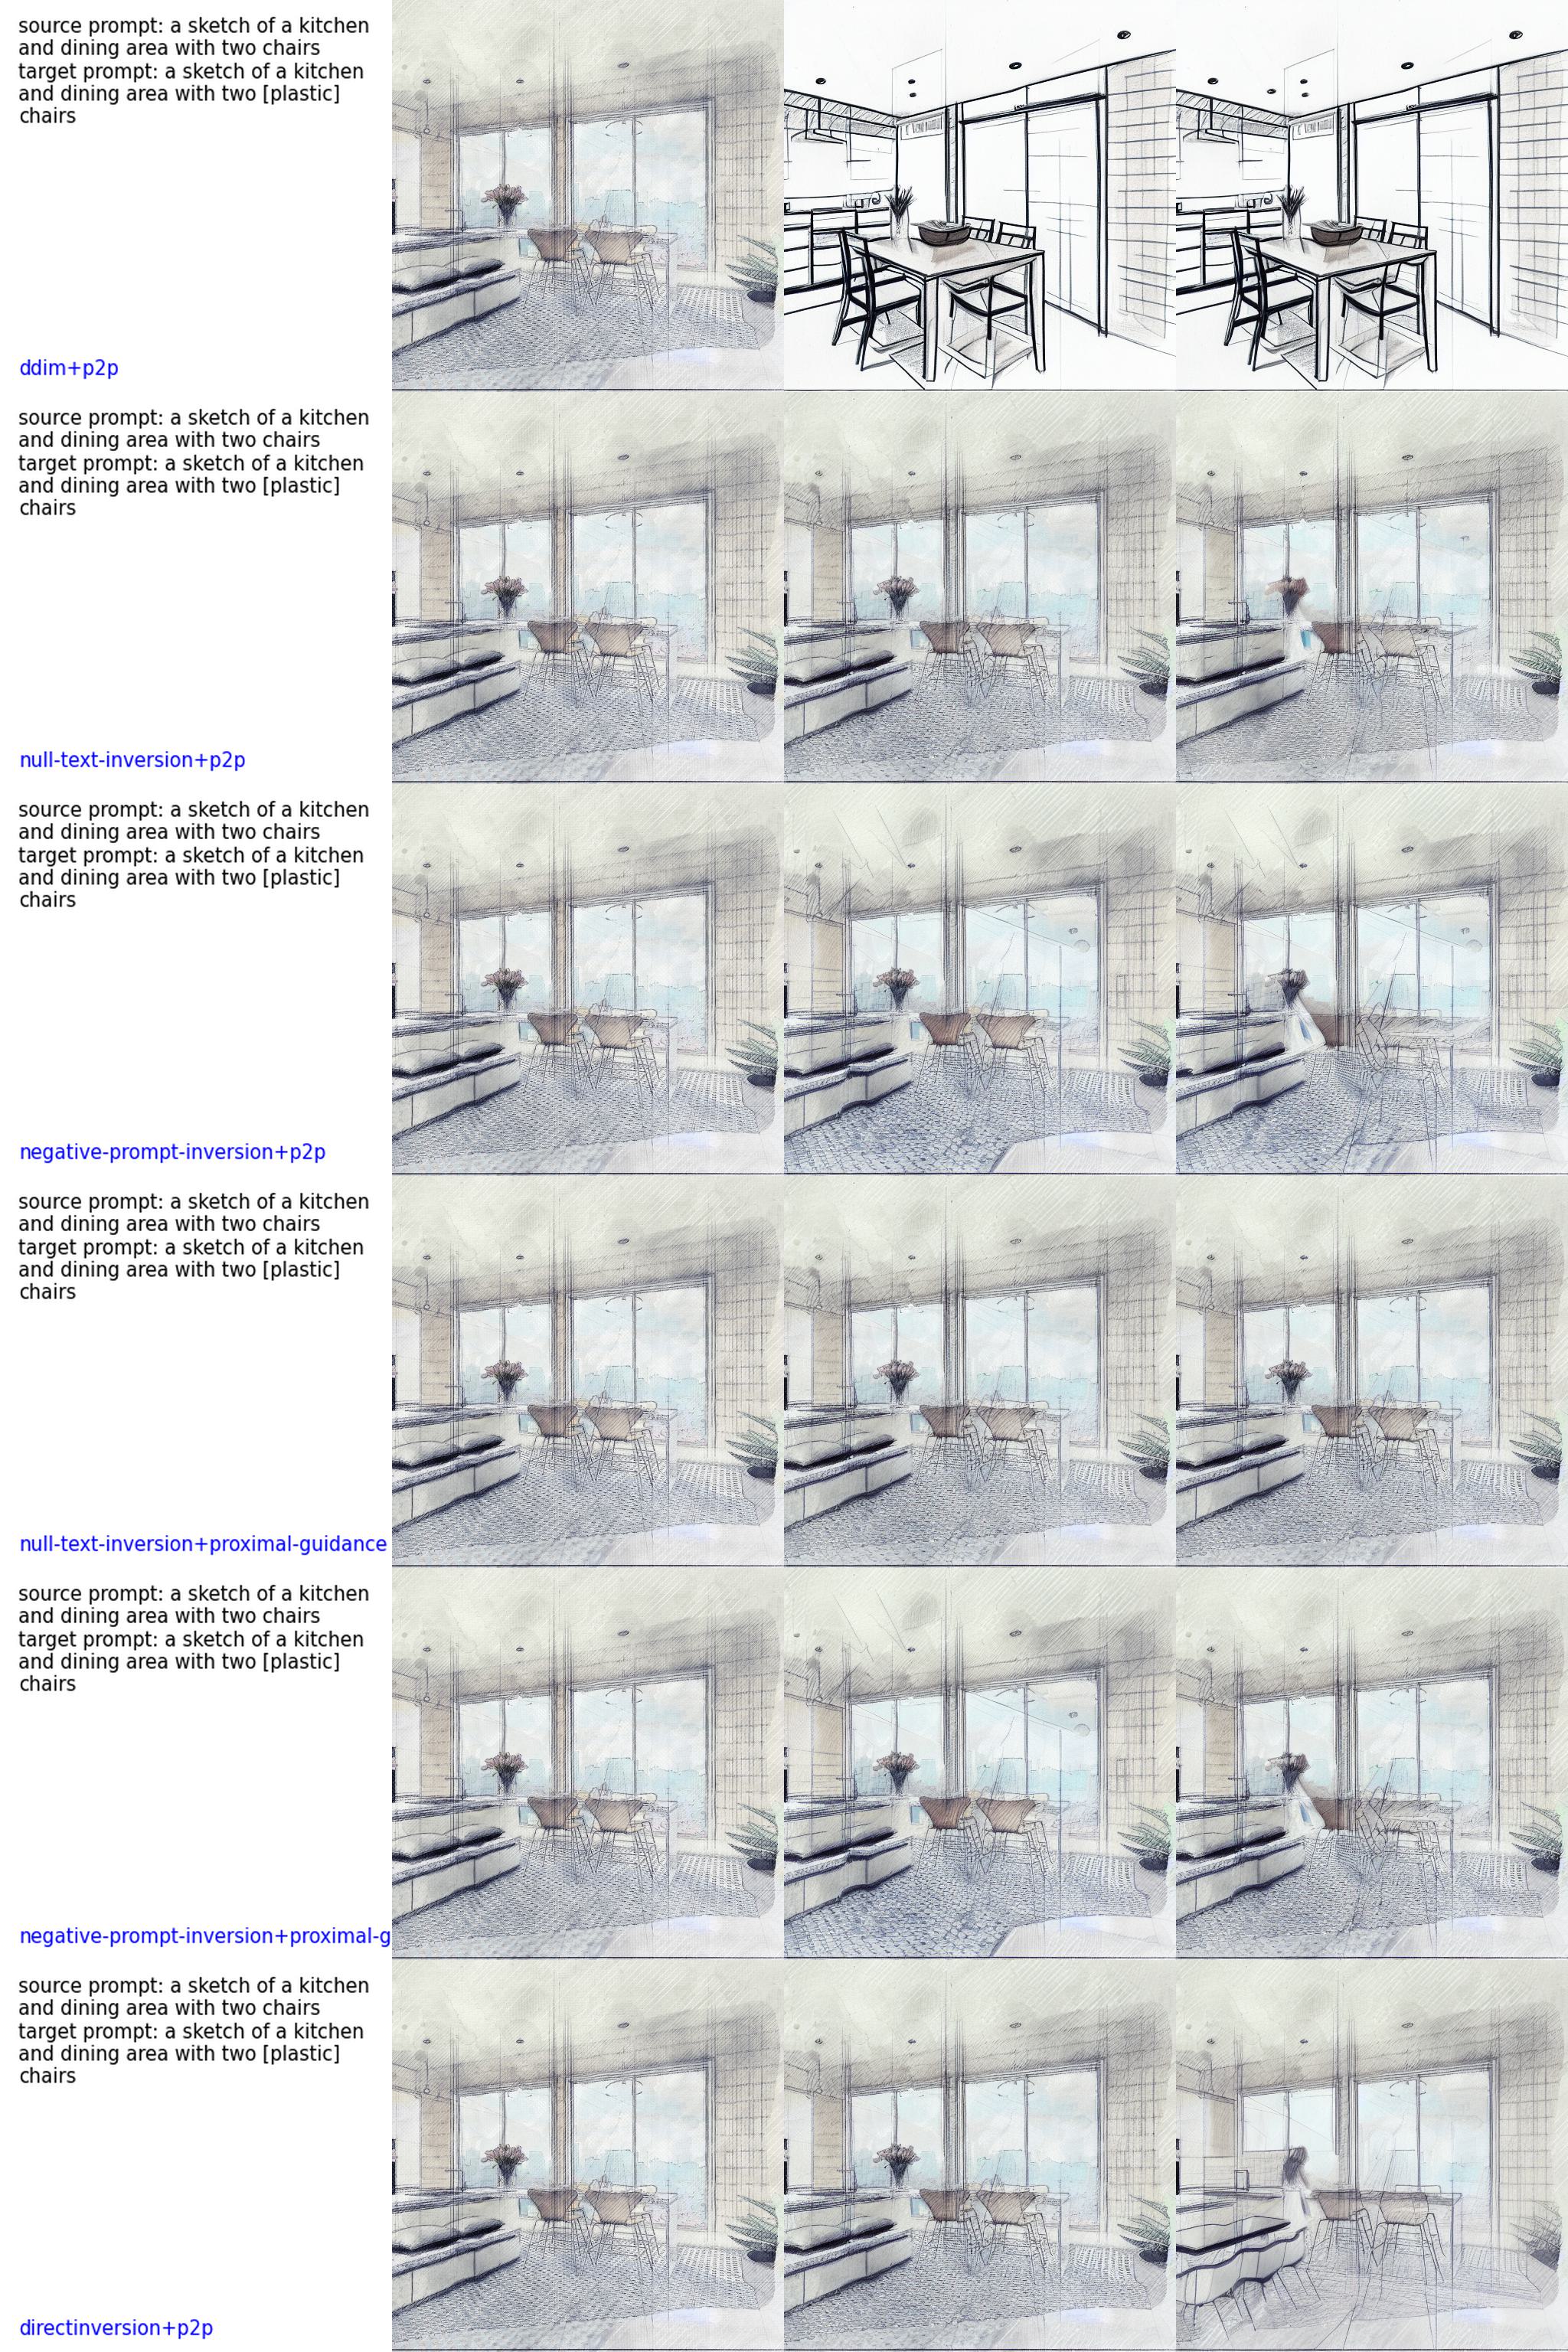 source prompt: a sketch of a kitchen
and dining area with two chairs
target prompt: a sketch of a kitchen
and dining area with two [plastic]
chairs
ddim+p2p
source prompt: a sketch of a kitchen
and dining area with two chairs
target prompt: a sketch of a kitchen
and dining area with two [plastic]
chairs
null-text-inversion+p2p
source prompt: a sketch of a kitchen
and dining area with two chairs
target prompt: a sketch of a kitchen
and dining area with two [plastic]
chairs
negative-prompt-inversion+p2p
source prompt: a sketch of a kitchen
and dining area with two chairs
target prompt: a sketch of a kitchen
and dining area with two [plastic]
chairs
null-text-inversion+proximal-guidance
source prompt: a sketch of a kitchen
and dining area with two chairs
target prompt: a sketch of a kitchen
and dining area with two [plastic]
chairs
negative-prompt-inversion+proximal-g
source prompt: a sketch of a kitchen
and dining area with two chairs
target prompt: a sketch of a kitchen
and dining area with two [plastic]
chairs
directinversion+p2p